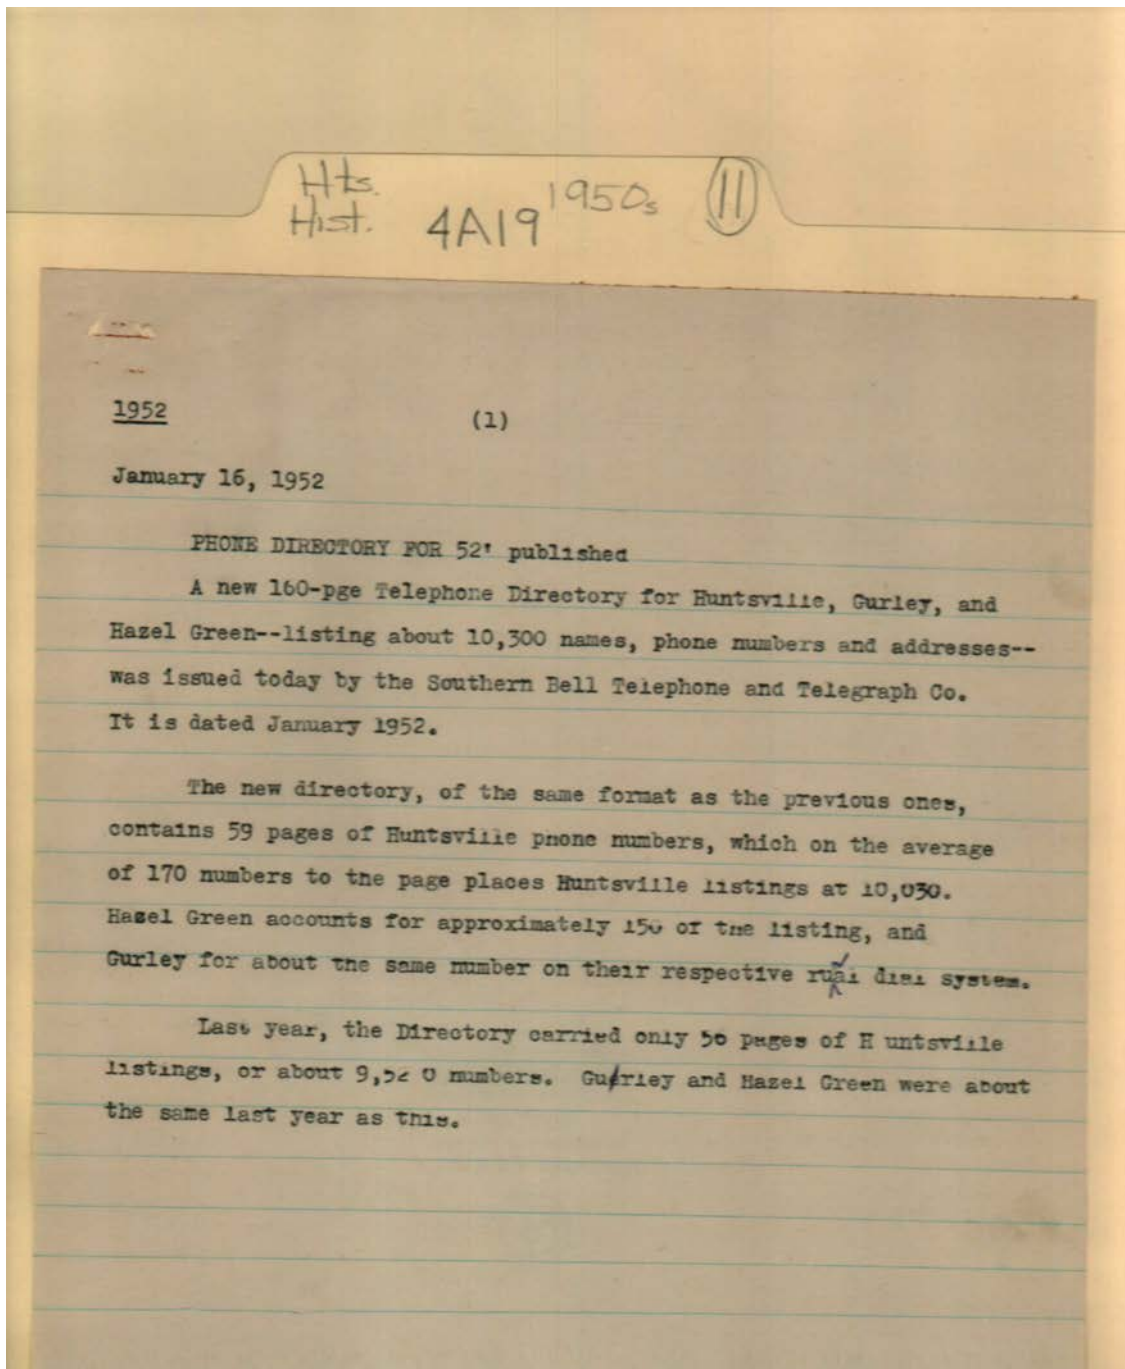 Hts.
Hist. 4A19 1950s 11
1952 (1)
January 16, 1952
PHONE DIRECTORY FOR 52' published
A new 160-pge Telephone Directory for Huntsville, Gurley, and
Hazel Green--listing about 10,300 names, phone numbers and addresses--
was issued today by the Southern Bell Telephone and Telegraph Co.
It is dated January 1952.
The new directory, of the same format as the previous ones,
contains 59 pages of Huntsville phone numbers, which on the average
of 170 numbers to the page places Huntsville listings at 10,030.
Hazel Green accounts for approximately 150 of the listing, and
Gurley for about the same number on their respective rual dial system.
Last year, the Directory carried only 56 pages of H untsville
listings, or about 9,52 0 numbers. Gurley and Hazel Green were about
the same last year as this.